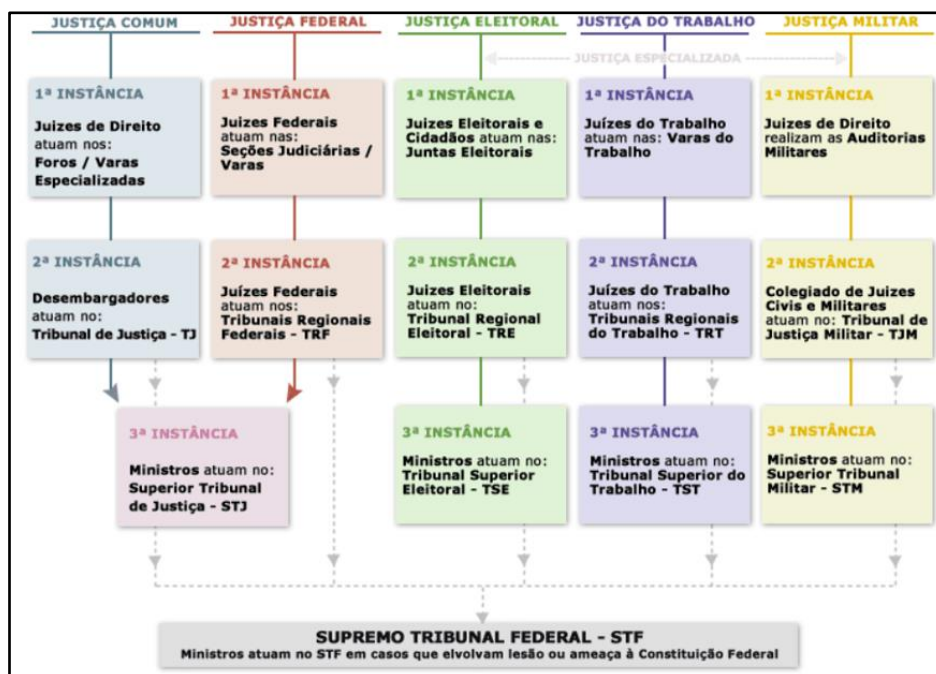 JUSTIÇA COMUM
JUSTIÇA FEDERAL
JUSTIÇA ELEITORAL
JUSTIÇA DO TRABALHO
JUSTIÇA MILITAR
JUSTIÇA ESPECIALIZADA
1ª INSTÂNCIA
Juizes de Direito
atuam nos:
Foros / Varas
Especializadas
1ª INSTÂNCIA
Juizes Federais
atuam nas:
Seções Judiciárias /
Varas
1ª INSTÂNCIA
Juizes Eleitorais e
Cidadãos atuam nas:
Juntas Eleitorais
1ª INSTÂNCIA
Juízes do Trabalho
atuam nas: Varas do
Trabalho
1ª INSTÂNCIA
Juizes de Direito
realizam as Auditorias
Militares
2ª INSTÂNCIA
Desembargadores
atuam no:
Tribunal de Justiça - TJ
2ª INSTÂNCIA
Juízes Federais
atuam nos:
Tribunais Regionais
Federais - TRF
2ª INSTÂNCIA
Juizes Eleitorais
atuam no:
Tribunal Regional
Eleitoral - TRE
2ª INSTÂNCIA
Juízes do Trabalho
atuam nos:
Tribunais Regionais
do Trabalho - TRT
2ª INSTÂNCIA
Colegiado de Juizes
Civis e Militares
atuam no: Tribunal de
Justiça Militar - TJM
3ª INSTÂNCIA
Ministros atuam no:
Superior Tribunal
de Justiça - STJ
3ª INSTÂNCIA
Ministros atuam no:
Tribunal Superior
Eleitoral - TSE
3ª INSTÂNCIA
Ministros atuam no:
Tribunal Superior do
Trabalho - TST
3ª INSTÂNCIA
Ministros atuam no:
Superior Tribunal
Militar - STM
SUPREMO TRIBUNAL FEDERAL - STF
Ministros atuam no STF em casos que elvolvam lesão ou ameaça à Constituição Federal